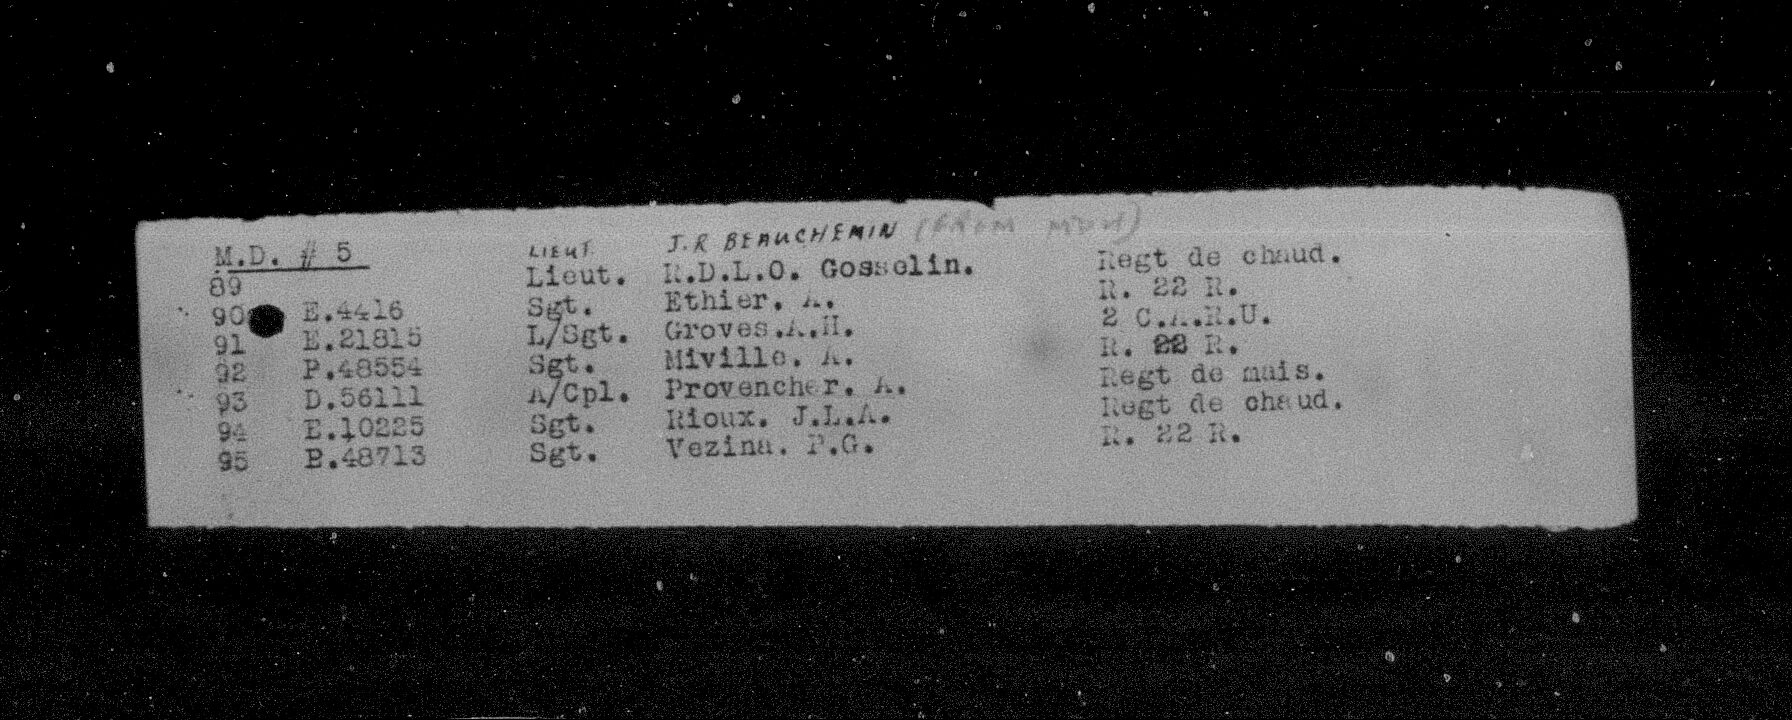 LIEUT. J.R BEAUCHEMIN (FROM MD4)
M.D. # 5
89 Lieut. R.D.L.O. Gosselin. Regt de chaud.
90 E.4416 Sgt. Ethier. A. R. 22 R.
91 E.21815 L/Sgt. Groves.A.H. 2 C.A.R.U.
92 P.48554 Sgt. Miville. A. R. 22 R.
93 D.56111 A/Cpl. Provencher. A. Regt de mais.
94 E.10225 Sgt. Rioux. J.L.A. Regt de chaud.
95 B.48713 Sgt. Vezina. P.G. R. 22 R.